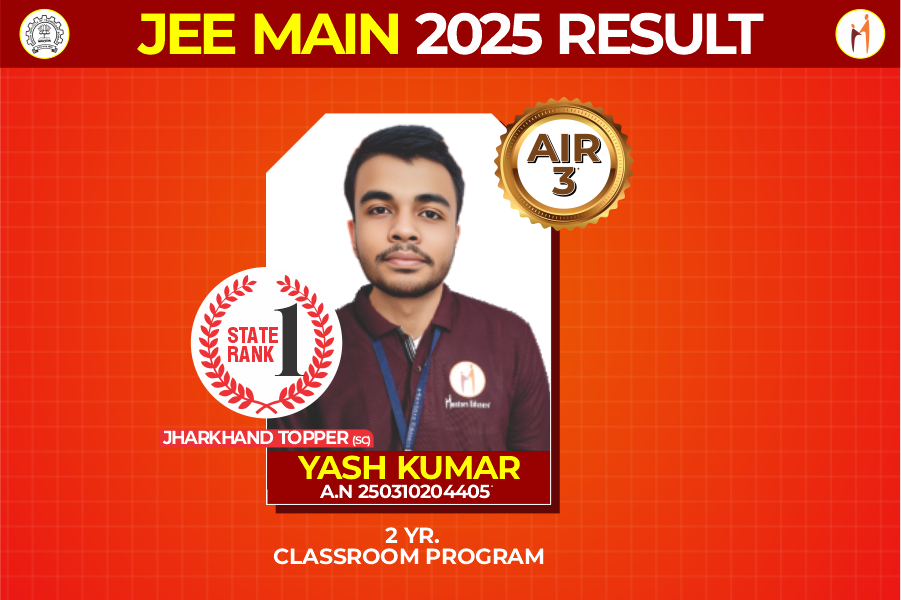 JEE MAIN 2025 RESULT
AIR
3*
STATE
RANK 1
JHARKHAND TOPPER (SC)
YASH KUMAR
A.N 250310204405*
2 YR.
CLASSROOM PROGRAM